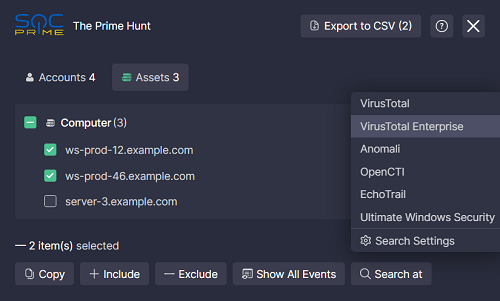 SOC PRIME The Prime Hunt Export to CSV (2) ?
Accounts 4 Assets 3
Computer (3)
ws-prod-12.example.com
ws-prod-46.example.com
server-3.example.com
— 2 item(s) selected
Copy Include Exclude Show All Events Search at
VirusTotal
VirusTotal Enterprise
Anomali
OpenCTI
EchoTrail
Ultimate Windows Security
Search Settings